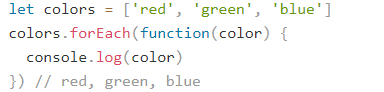 let colors = ['red', 'green', 'blue']
colors.forEach(function(color) {
  console.log(color)
}) // red, green, blue